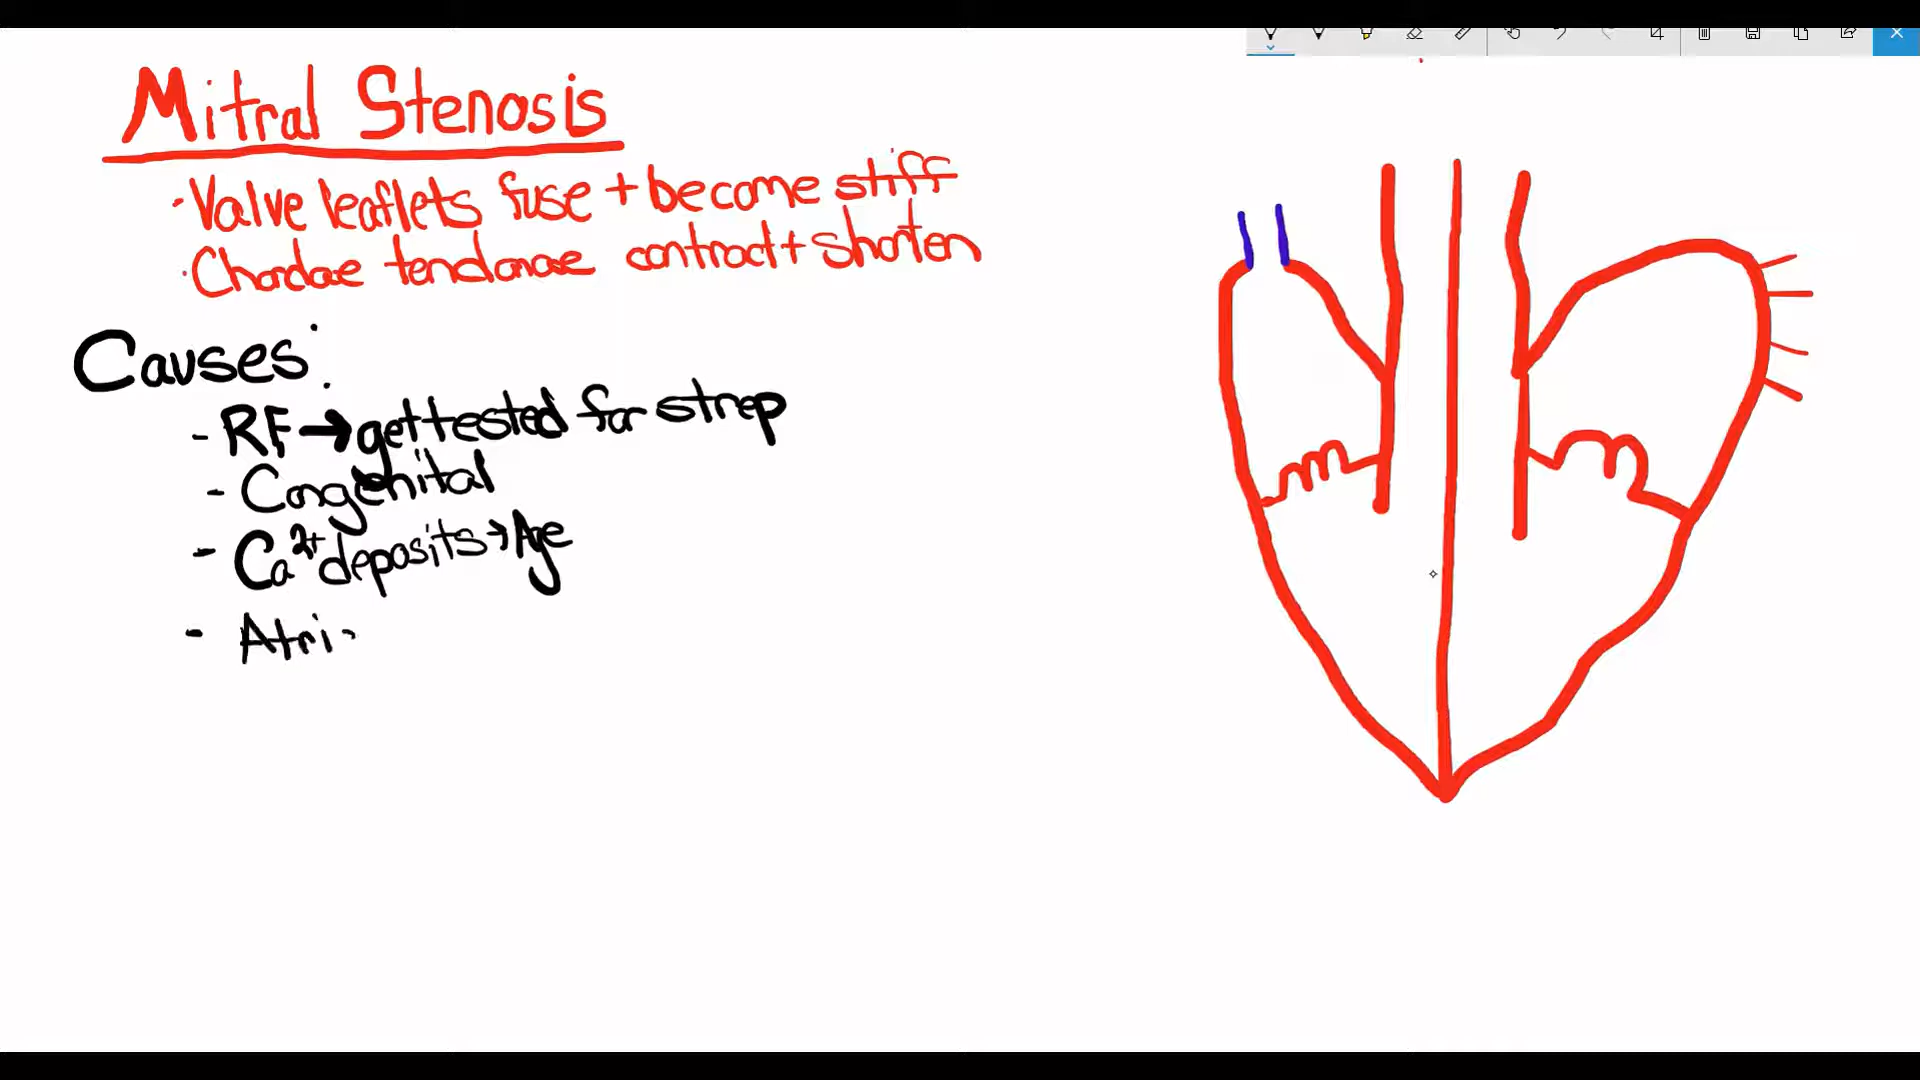 Mitral Stenosis
· Valve leaflets fuse + become stiff
· Chordae tendonae contract + shorten
Causes:
- RF → get tested for strep
- Congenital
- Ca²⁺ deposits → Age
- Atri